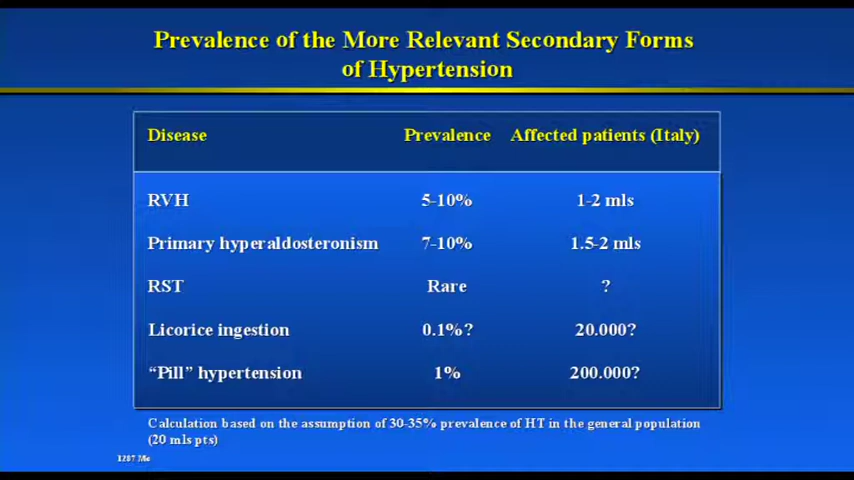 Prevalence of the More Relevant Secondary Forms
of Hypertension
Disease Prevalence Affected patients (Italy)
RVH 5-10% 1-2 mls
Primary hyperaldosteronism 7-10% 1.5-2 mls
RST Rare ?
Licorice ingestion 0.1%? 20.000?
“Pill” hypertension 1% 200.000?
Calculation based on the assumption of 30-35% prevalence of HT in the general population
(20 mls pts)
1287 Me